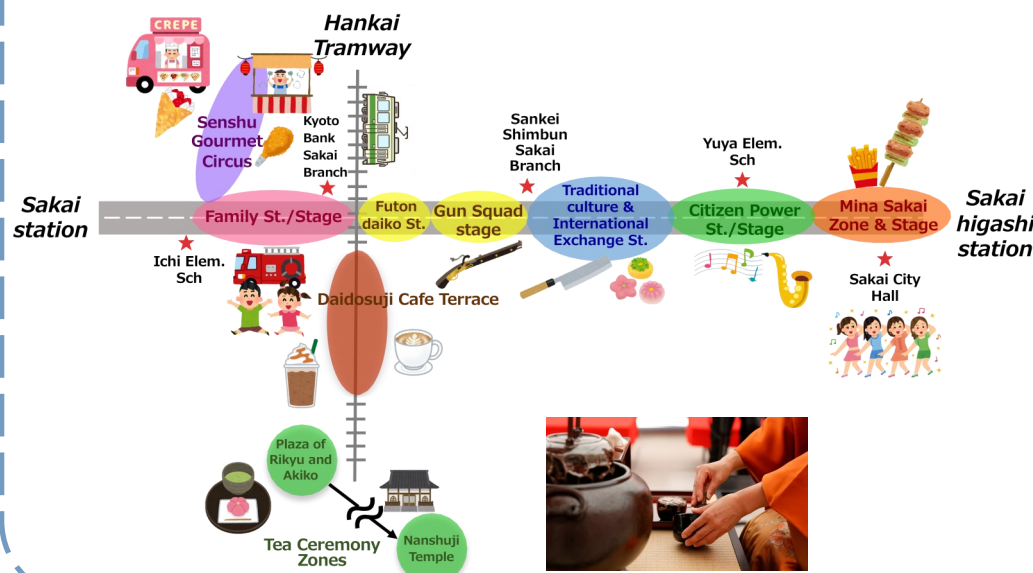 CREPE
Hankai
Tramway
Senshu
Gourmet
Circus
Kyoto
Bank
Sakai
Branch
Sankei
Shimbun
Sakai
Branch
Yuya Elem.
Sch
Sakai
station
Family St./Stage
Futon
daiko St.
Gun Squad
stage
Traditional
culture &
International
Exchange St.
Citizen Power
St./Stage
Mina Sakai
Zone & Stage
Sakai
higashi
station
Ichi Elem.
Sch
Sakai City
Hall
Daidosuji Cafe Terrace
Plaza of
Rikyu and
Akiko
Tea Ceremony
Zones
Nanshuji
Temple